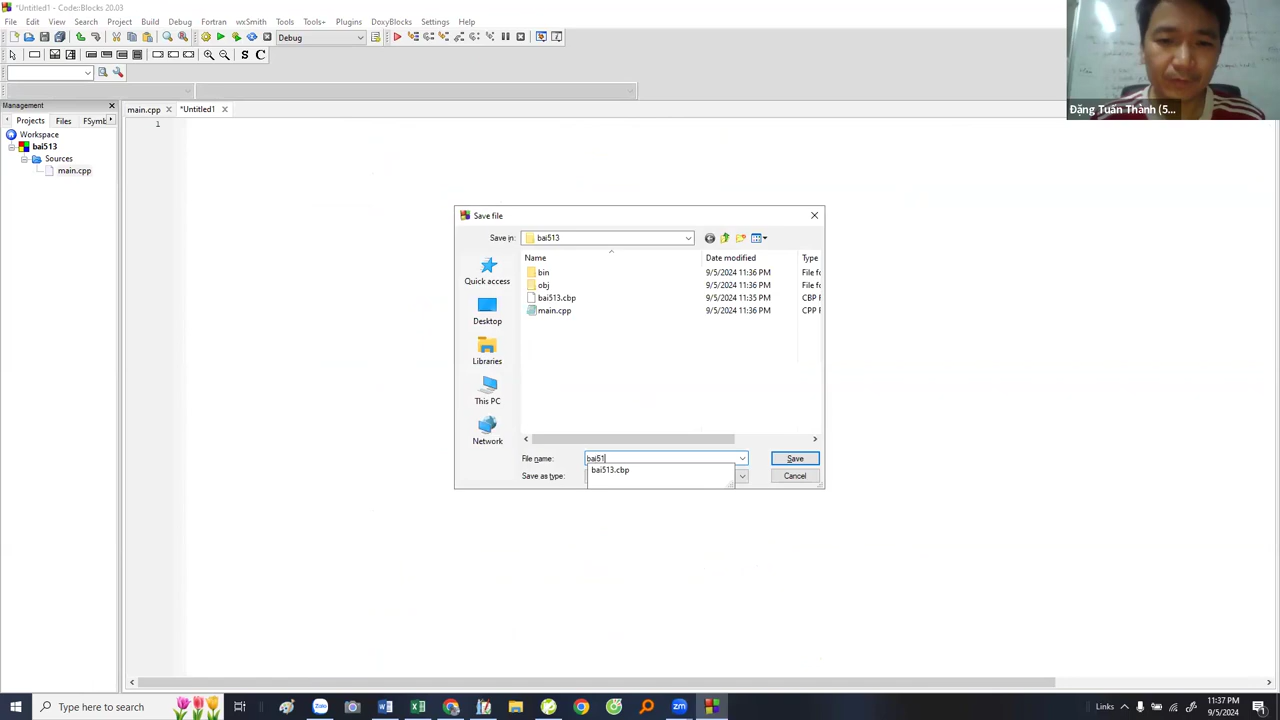 *Untitled1 - Code::Blocks 20.03
File Edit View Search Project Build Debug Fortran wxSmith Tools Tools+ Plugins DoxyBlocks Settings Help
Debug
S C
Management
main.cpp
*Untitled1
Projects Files FSymb
1
Workspace
bai513
Sources
main.cpp
Save file
Save in: bai513
Name Date modified Type
bin 9/5/2024 11:36 PM File fo
obj 9/5/2024 11:36 PM File fo
bai513.cbp 9/5/2024 11:35 PM CBP F
main.cpp 9/5/2024 11:36 PM CPP F
Quick access
Desktop
Libraries
This PC
Network
File name: bai51 Save
bai513.cbp
Save as type: Cancel
Đặng Tuấn Thành (5...
Type here to search
Zalo
zm
Links
11:37 PM
9/5/2024